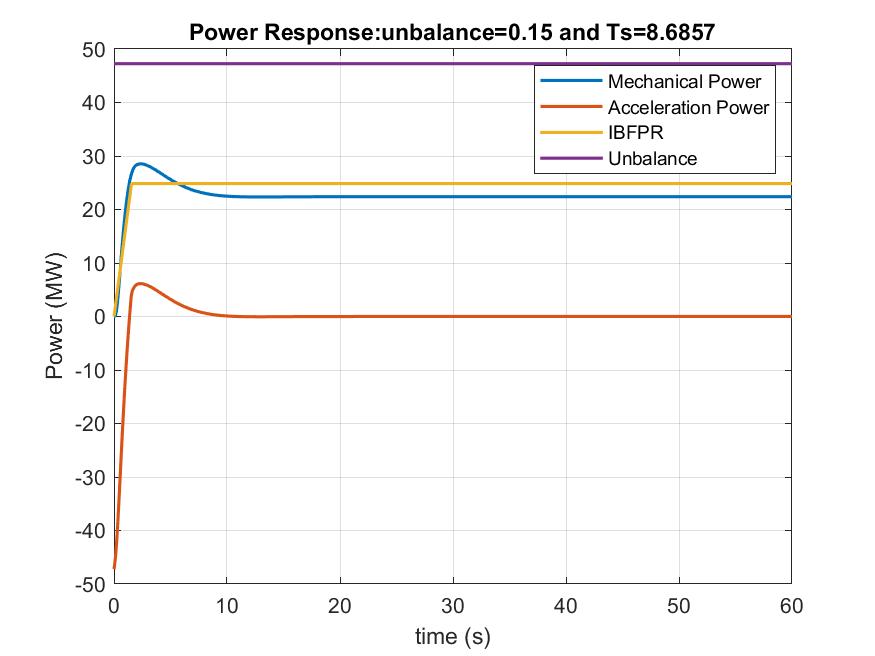 Power Response:unbalance=0.15 and Ts=8.6857
50
40
30
20
10
0
-10
-20
-30
-40
-50
Power (MW)
Mechanical Power
Acceleration Power
IBFPR
Unbalance
0 10 20 30 40 50 60
time (s)